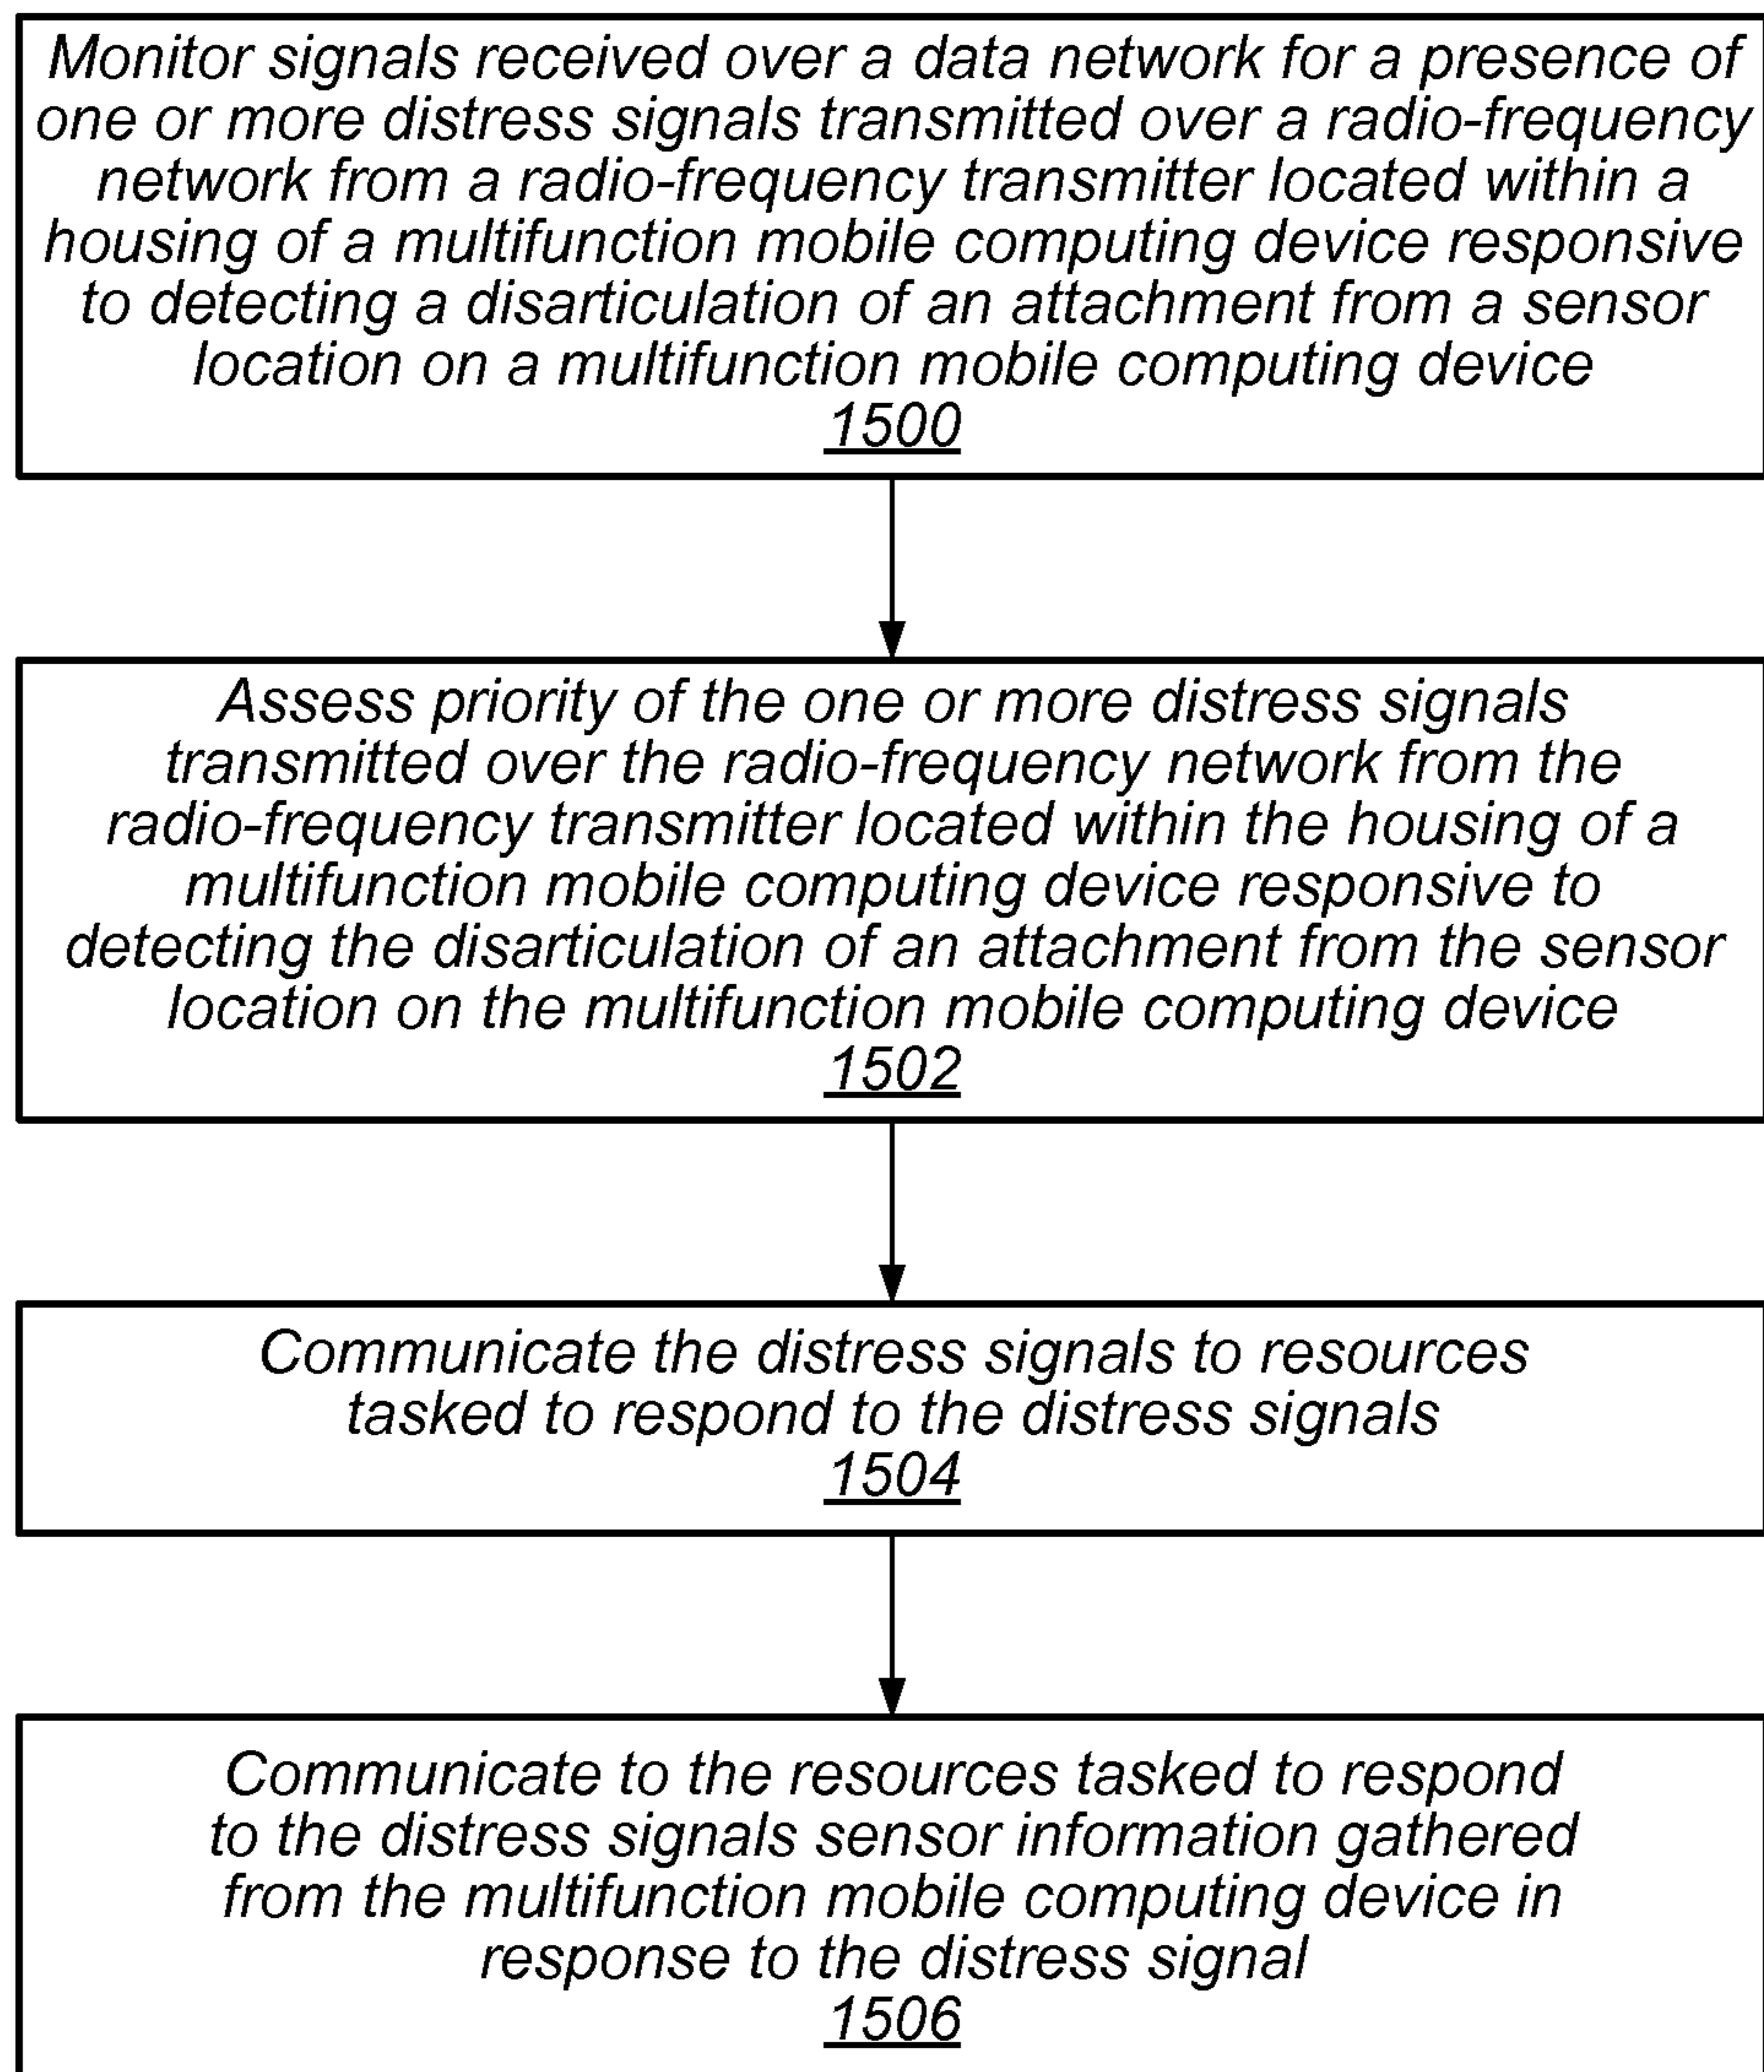 Monitor signals received over a data network for a presence of
one or more distress signals transmitted over a radio-frequency
network from a radio-frequency transmitter located within a
housing of a multifunction mobile computing device responsive
to detecting a disarticulation of an attachment from a sensor
location on a multifunction mobile computing device
1500
Assess priority of the one or more distress signals
transmitted over the radio-frequency network from the
radio-frequency transmitter located within the housing of a
multifunction mobile computing device responsive to
detecting the disarticulation of an attachment from the sensor
location on the multifunction mobile computing device
1502
Communicate the distress signals to resources
tasked to respond to the distress signals
1504
Communicate to the resources tasked to respond
to the distress signals sensor information gathered
from the multifunction mobile computing device in
response to the distress signal
1506